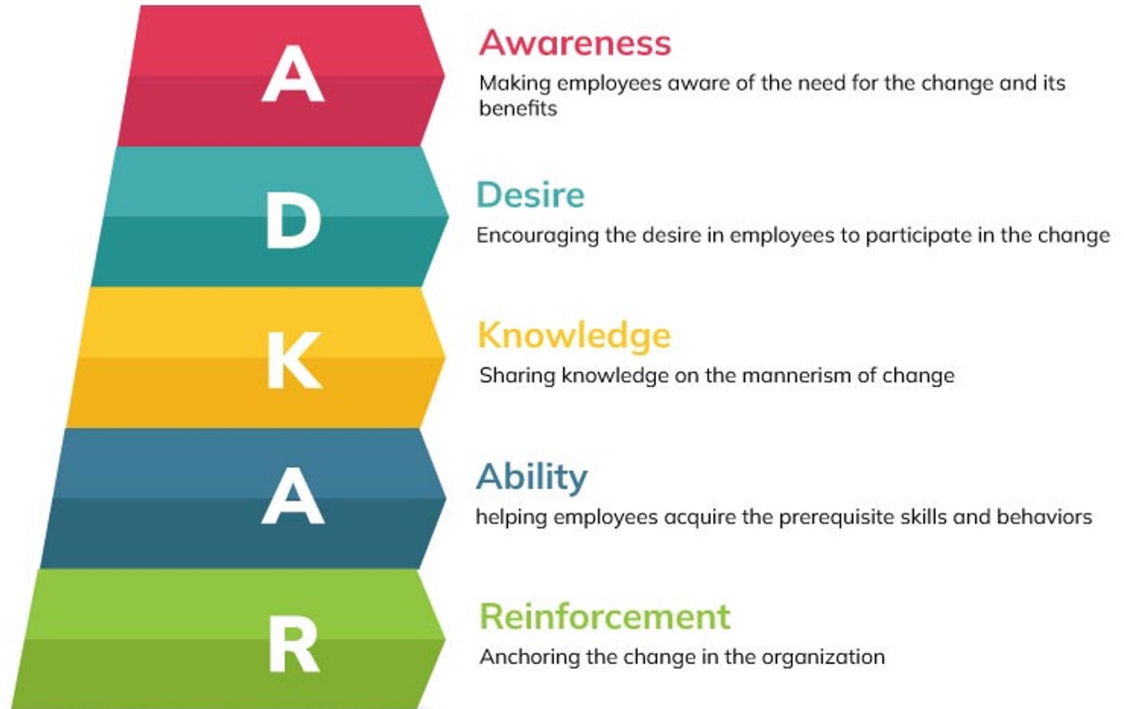 A
Awareness
Making employees aware of the need for the change and its
benefits
D
Desire
Encouraging the desire in employees to participate in the change
K
Knowledge
Sharing knowledge on the mannerism of change
A
Ability
helping employees acquire the prerequisite skills and behaviors
R
Reinforcement
Anchoring the change in the organization